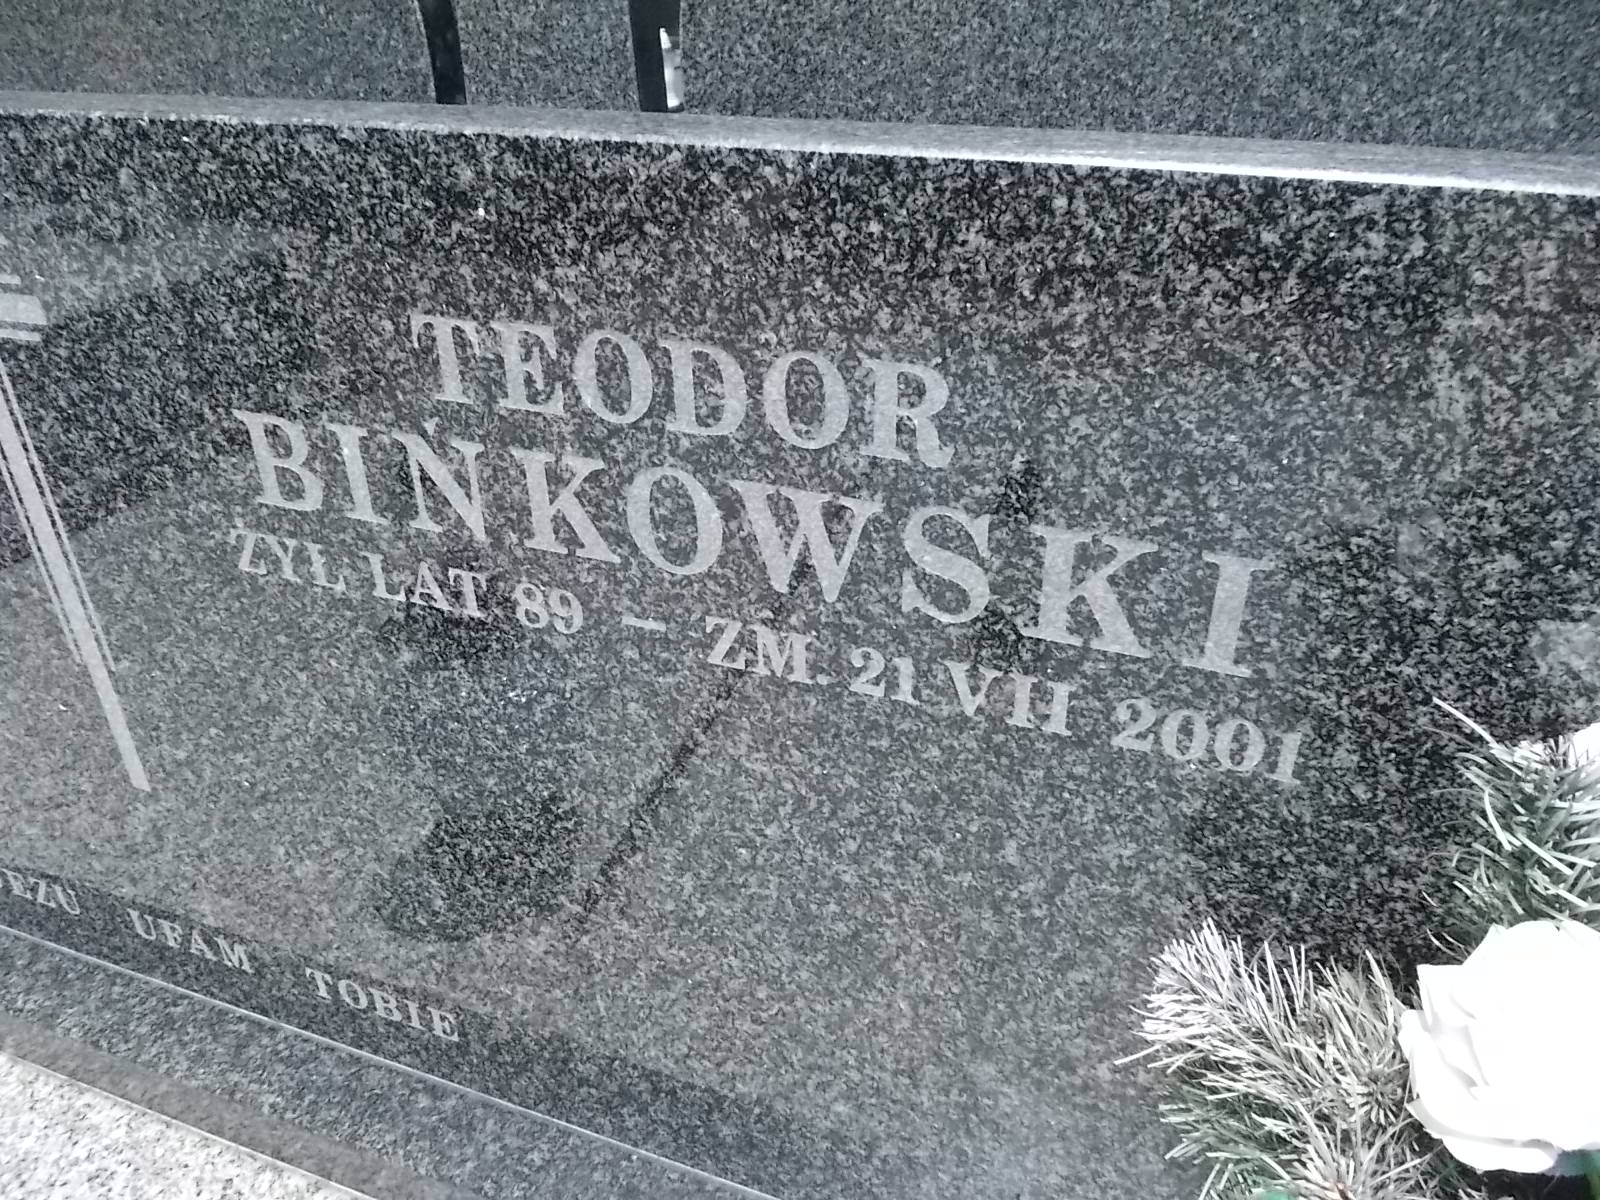 TEODOR
BIŃKOWSKI
ŻYŁ LAT 89 – ZM. 21 VII 2001
UFAM TOBIE